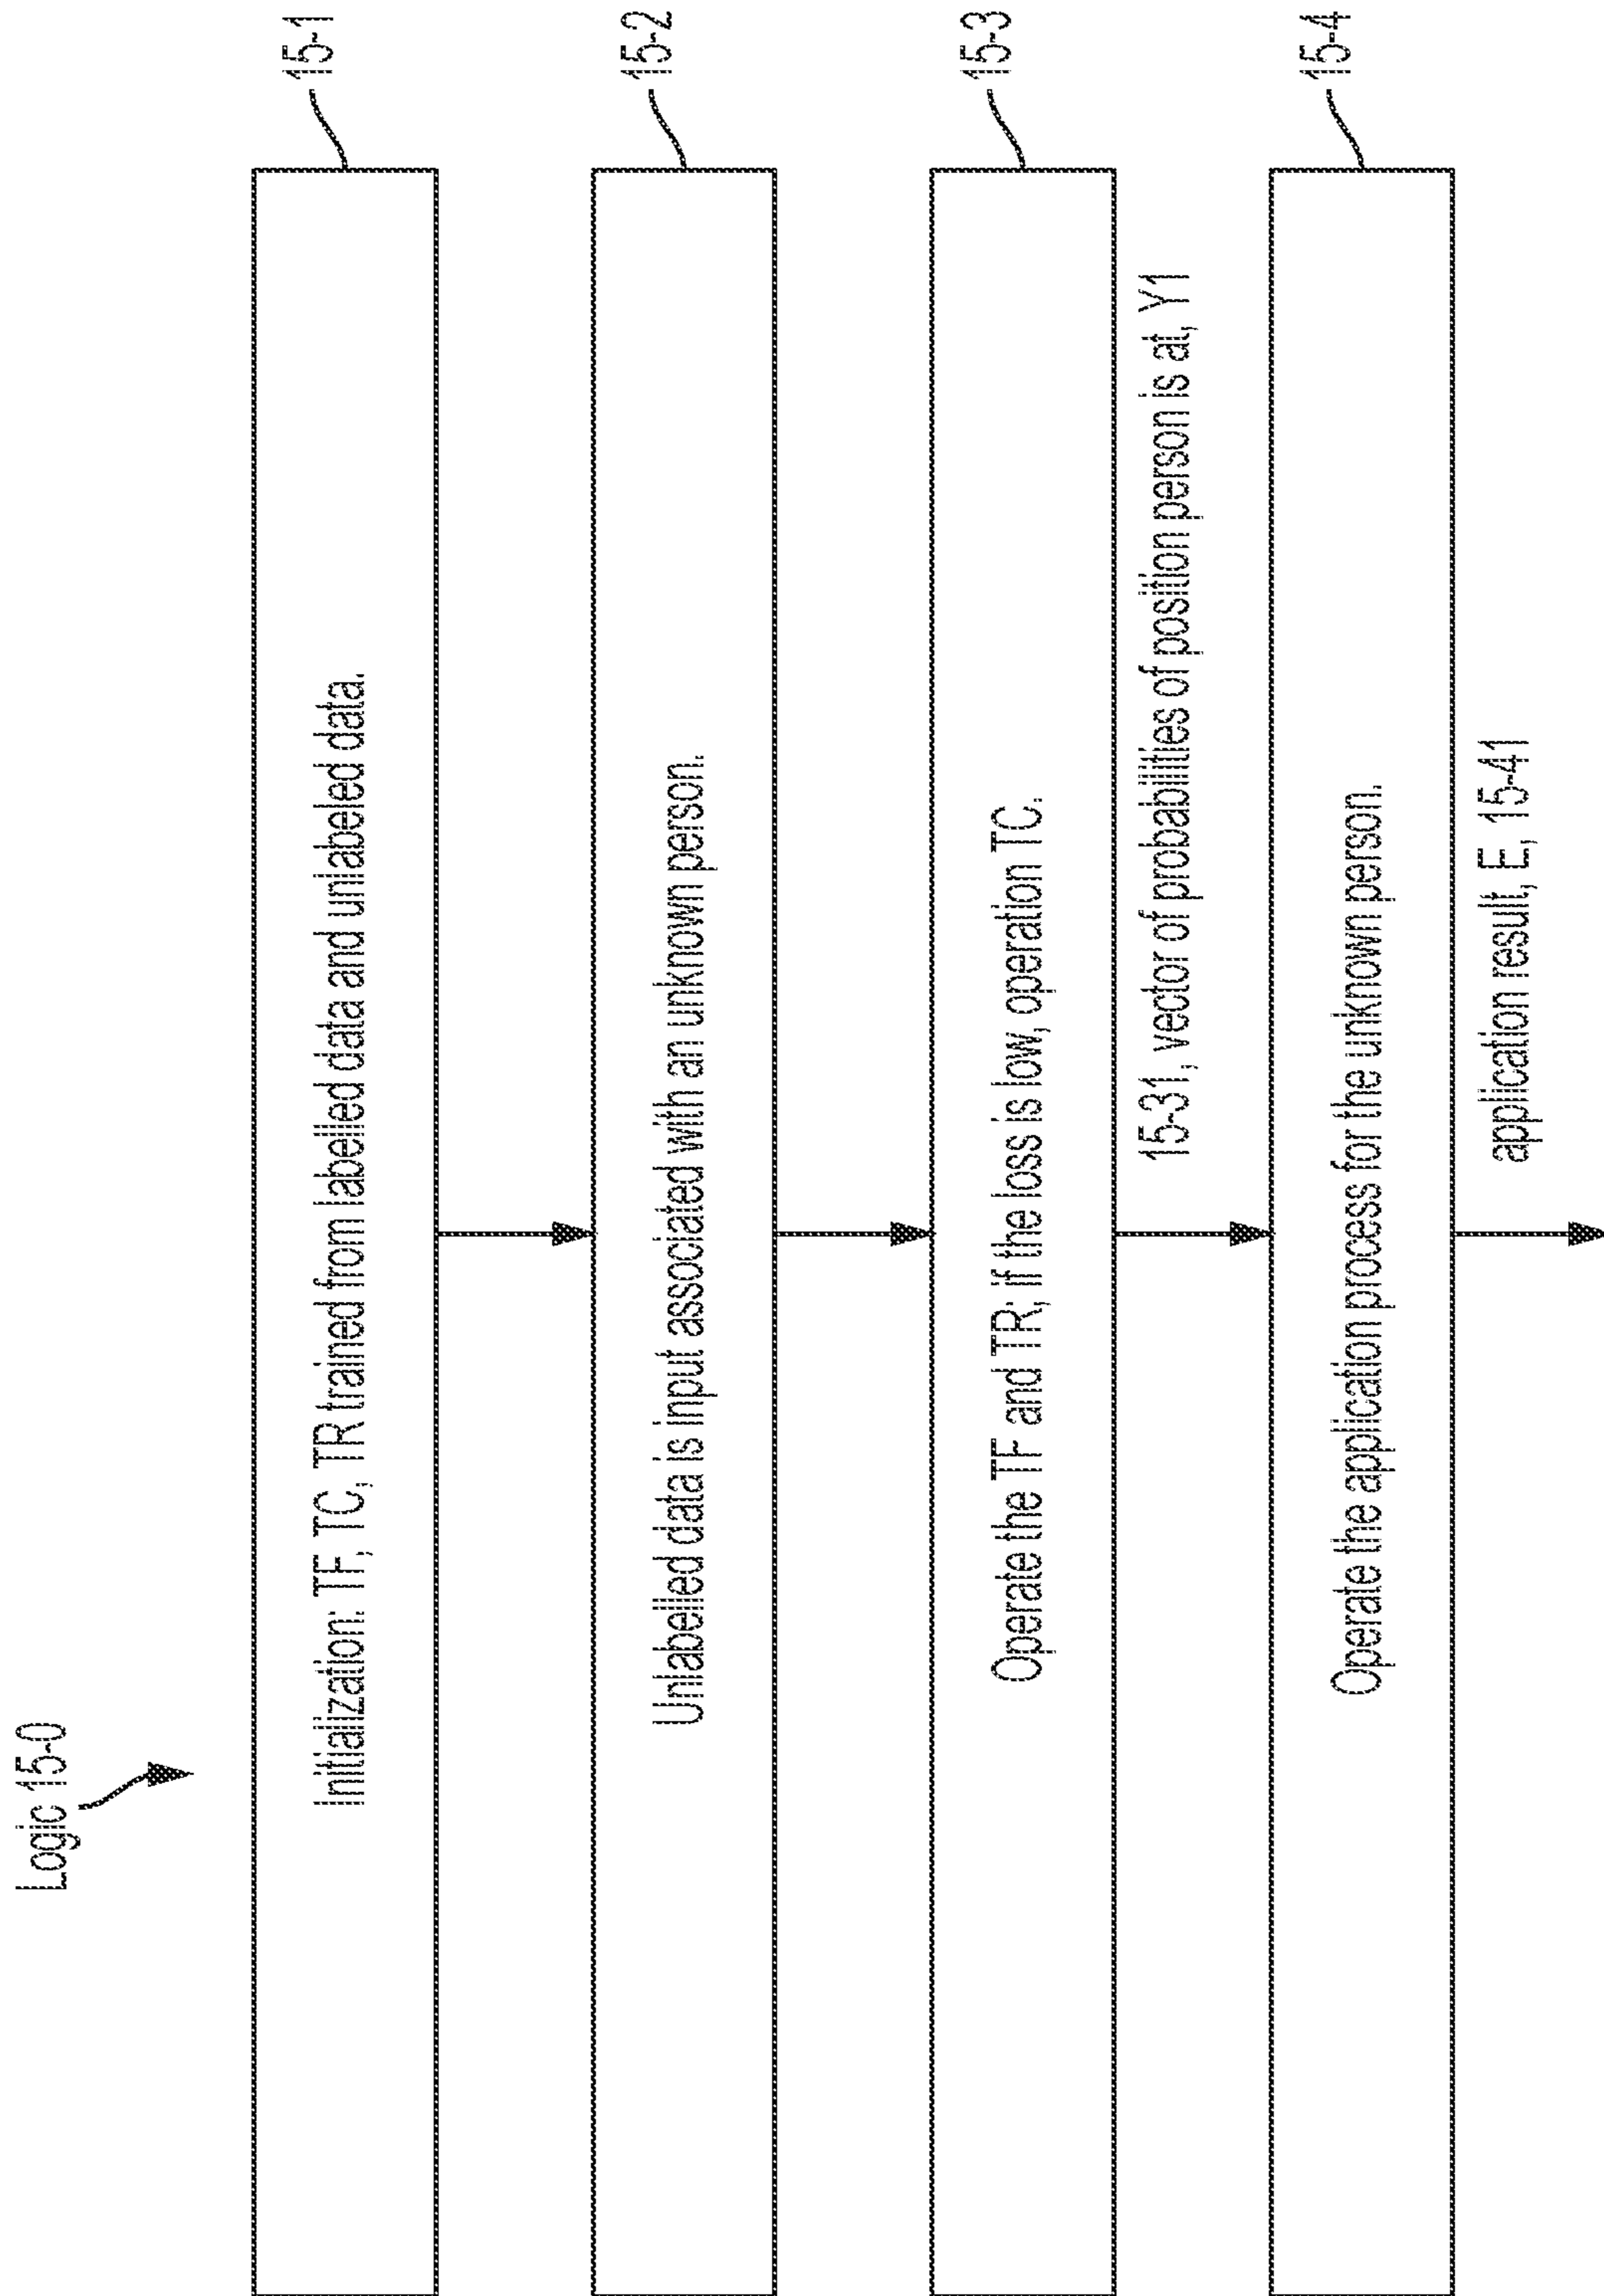 Logic 15-0
15-1
Initialization: TF, TC, TR trained from labelled data and unlabeled data.
15-2
Unlabelled data is input associated with an unknown person.
15-3
Operate the TF and TR; if the loss is low, operation TC.
15-31, vector of probabilities of position person is at, Y1
15-4
Operate the application process for the unknown person.
application result, E, 15-41